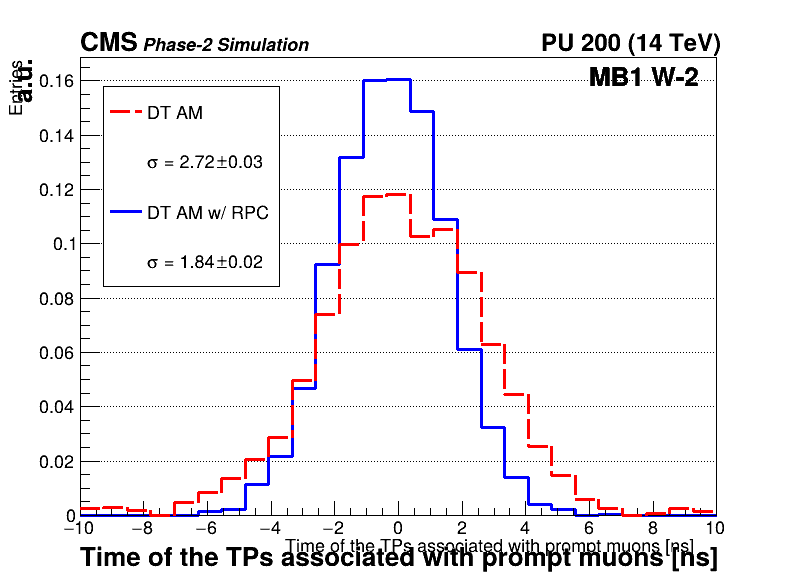 CMS Phase-2 Simulation PU 200 (14 TeV)
MB1 W-2
Entries
a.u.
DT AM
σ = 2.72±0.03
DT AM w/ RPC
σ = 1.84±0.02
0.16
0.14
0.12
0.1
0.08
0.06
0.04
0.02
0
−10 −8 −6 −4 −2 0 2 4 6 8 10
Time of the TPs associated with prompt muons [ns]
Time of the TPs associated with prompt muons [ns]